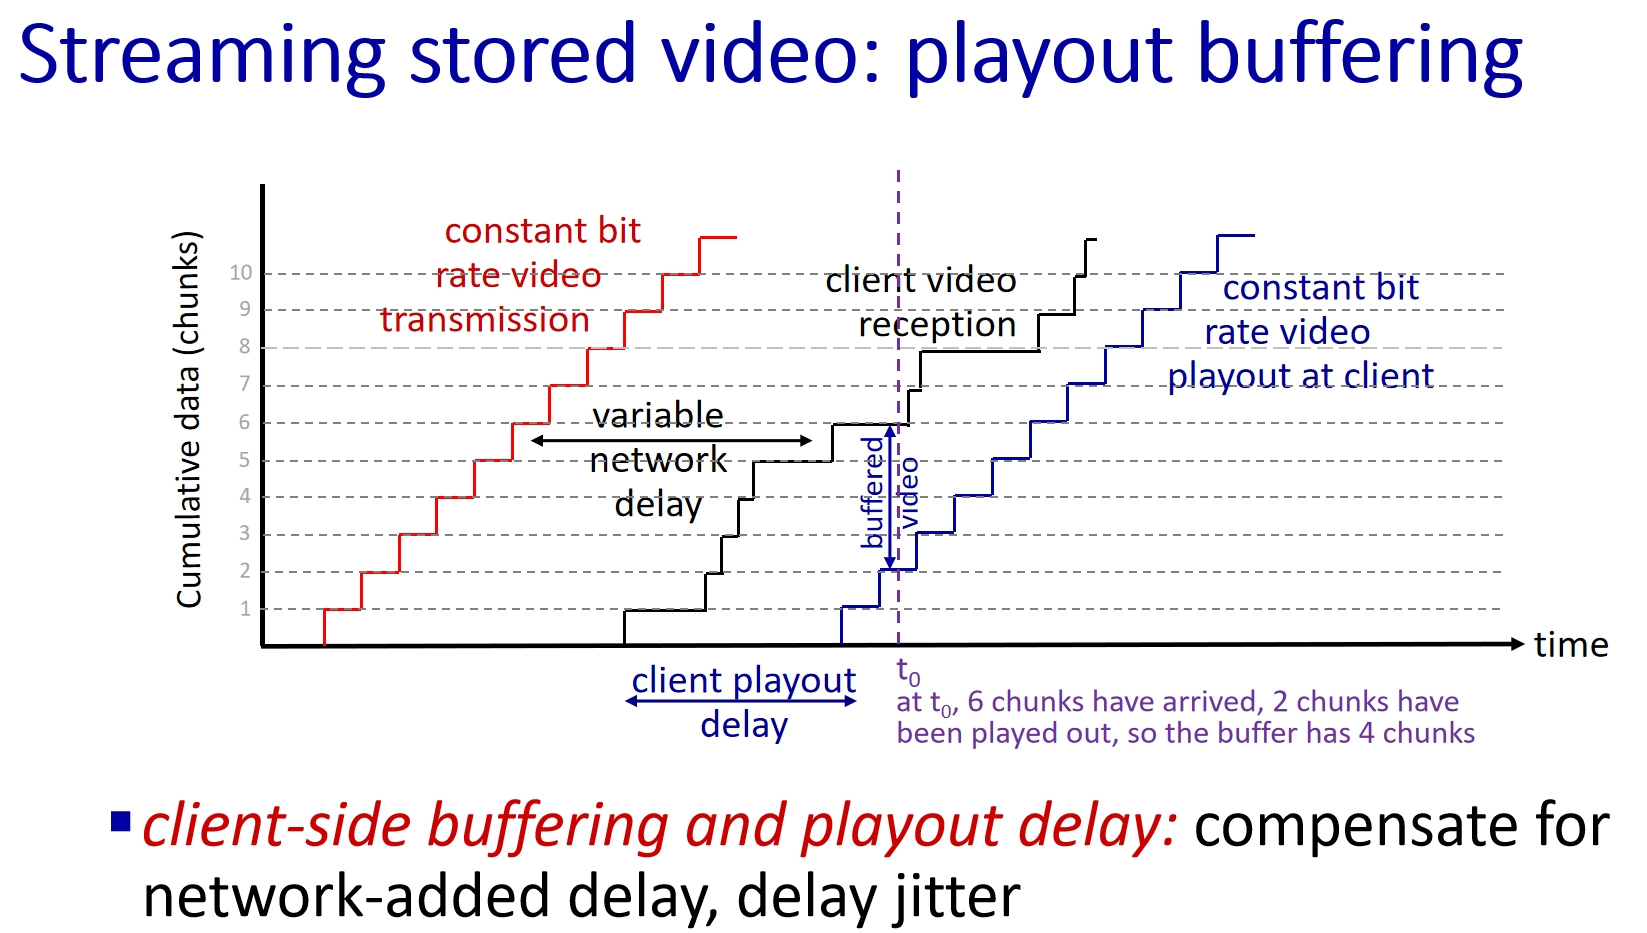 Streaming stored video: playout buffering
Cumulative data (chunks)
10
9
8
7
6
5
4
3
2
1
constant bit
rate video
transmission
variable
network
delay
client video
reception
buffered
video
constant bit
rate video
playout at client
time
client playout
delay
t0
at t0, 6 chunks have arrived, 2 chunks have
been played out, so the buffer has 4 chunks
▪ client-side buffering and playout delay: compensate for
network-added delay, delay jitter